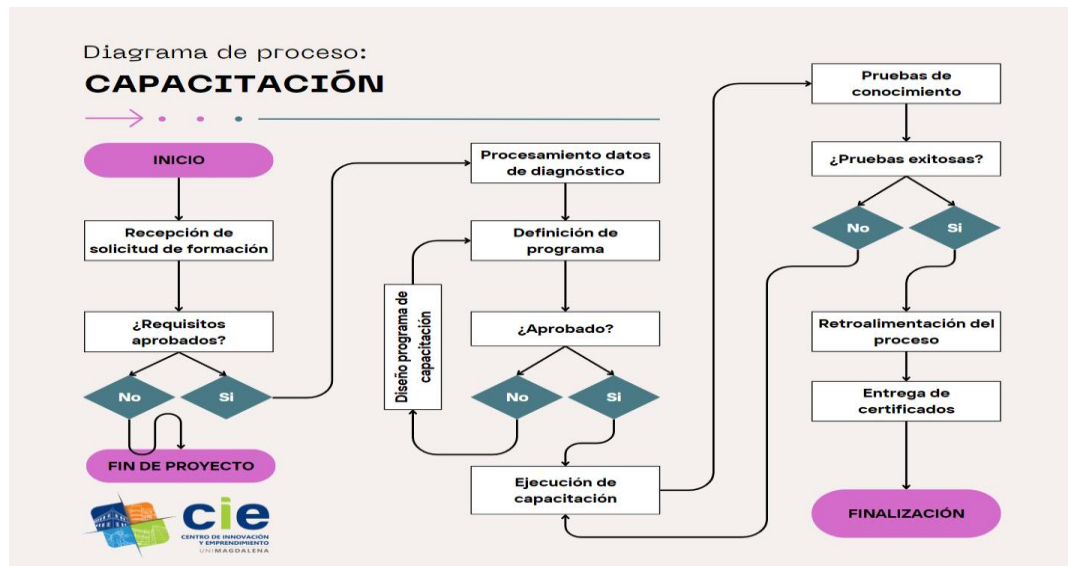 Diagrama de proceso:
CAPACITACIÓN
INICIO
Recepción de
solicitud de formación
¿Requisitos
aprobados?
No
Si
FIN DE PROYECTO
cie
CENTRO DE INNOVACIÓN
Y EMPRENDIMIENTO
UNIMAGDALENA
Procesamiento datos
de diagnóstico
Definición de
programa
Diseño programa de
capacitación
¿Aprobado?
No
Si
Ejecución de
capacitación
Pruebas de
conocimiento
¿Pruebas exitosas?
No
Si
Retroalimentación del
proceso
Entrega de
certificados
FINALIZACIÓN